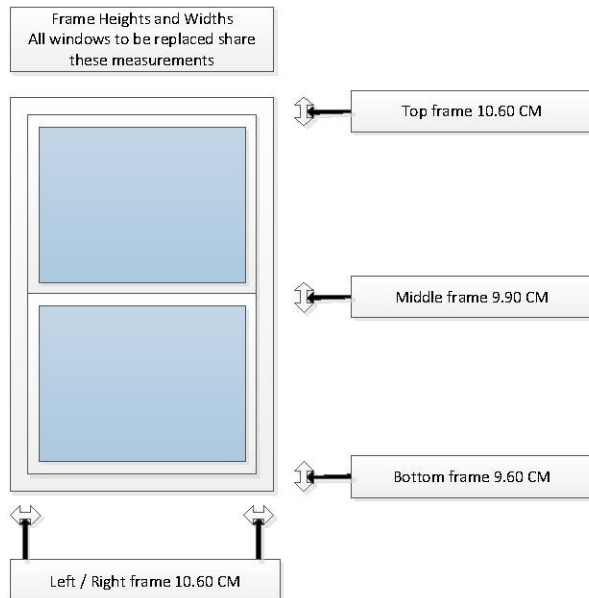 Frame Heights and Widths
All windows to be replaced share
these measurements
Top frame 10.60 CM
Middle frame 9.90 CM
Bottom frame 9.60 CM
Left / Right frame 10.60 CM